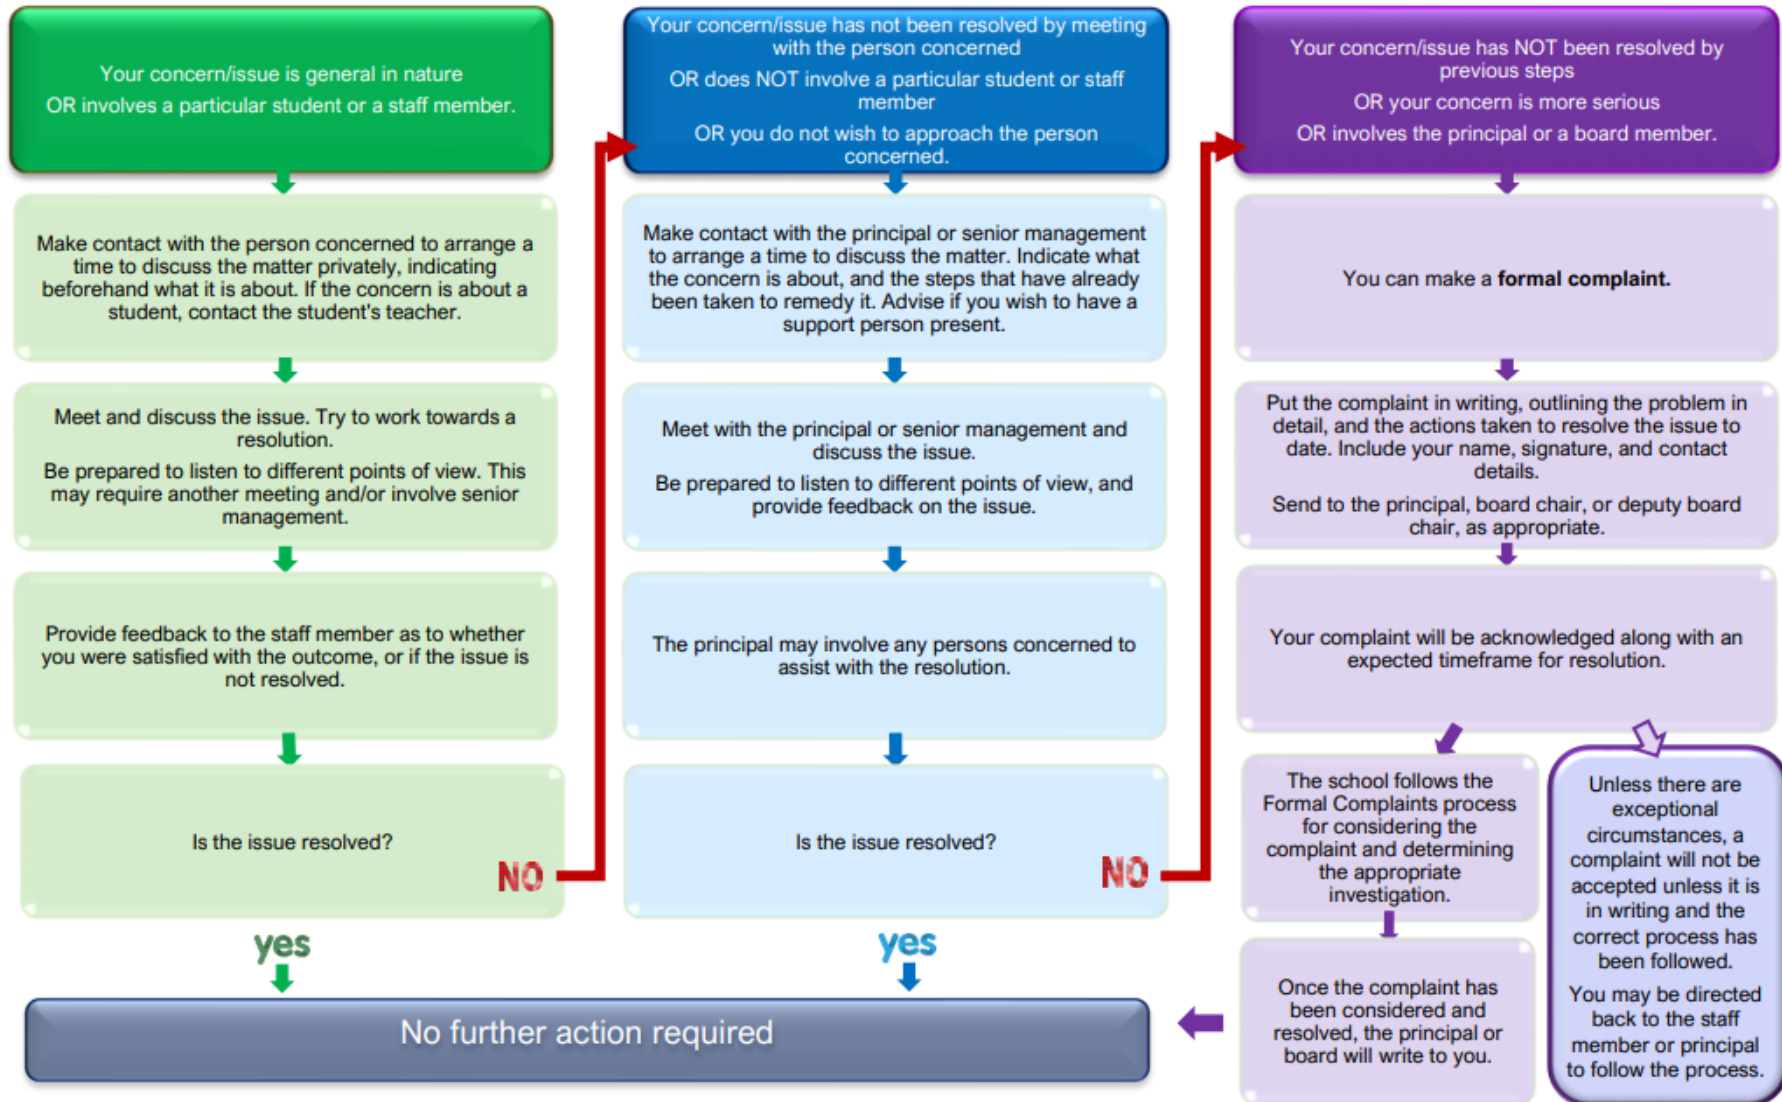 Your concern/issue is general in nature
OR involves a particular student or a staff member.
Make contact with the person concerned to arrange a
time to discuss the matter privately, indicating
beforehand what it is about. If the concern is about a
student, contact the student's teacher.
Meet and discuss the issue. Try to work towards a
resolution.
Be prepared to listen to different points of view. This
may require another meeting and/or involve senior
management.
Provide feedback to the staff member as to whether
you were satisfied with the outcome, or if the issue is
not resolved.
Is the issue resolved?
NO
yes
Your concern/issue has not been resolved by meeting
with the person concerned
OR does NOT involve a particular student or staff
member
OR you do not wish to approach the person
concerned.
Make contact with the principal or senior management
to arrange a time to discuss the matter. Indicate what
the concern is about, and the steps that have already
been taken to remedy it. Advise if you wish to have a
support person present.
Meet with the principal or senior management and
discuss the issue.
Be prepared to listen to different points of view, and
provide feedback on the issue.
The principal may involve any persons concerned to
assist with the resolution.
Is the issue resolved?
NO
yes
Your concern/issue has NOT been resolved by
previous steps
OR your concern is more serious
OR involves the principal or a board member.
You can make a formal complaint.
Put the complaint in writing, outlining the problem in
detail, and the actions taken to resolve the issue to
date. Include your name, signature, and contact
details.
Send to the principal, board chair, or deputy board
chair, as appropriate.
Your complaint will be acknowledged along with an
expected timeframe for resolution.
The school follows the
Formal Complaints process
for considering the
complaint and determining
the appropriate
investigation.
Once the complaint has
been considered and
resolved, the principal or
board will write to you.
Unless there are
exceptional
circumstances, a
complaint will not be
accepted unless it is
in writing and the
correct process has
been followed.
You may be directed
back to the staff
member or principal
to follow the process.
No further action required